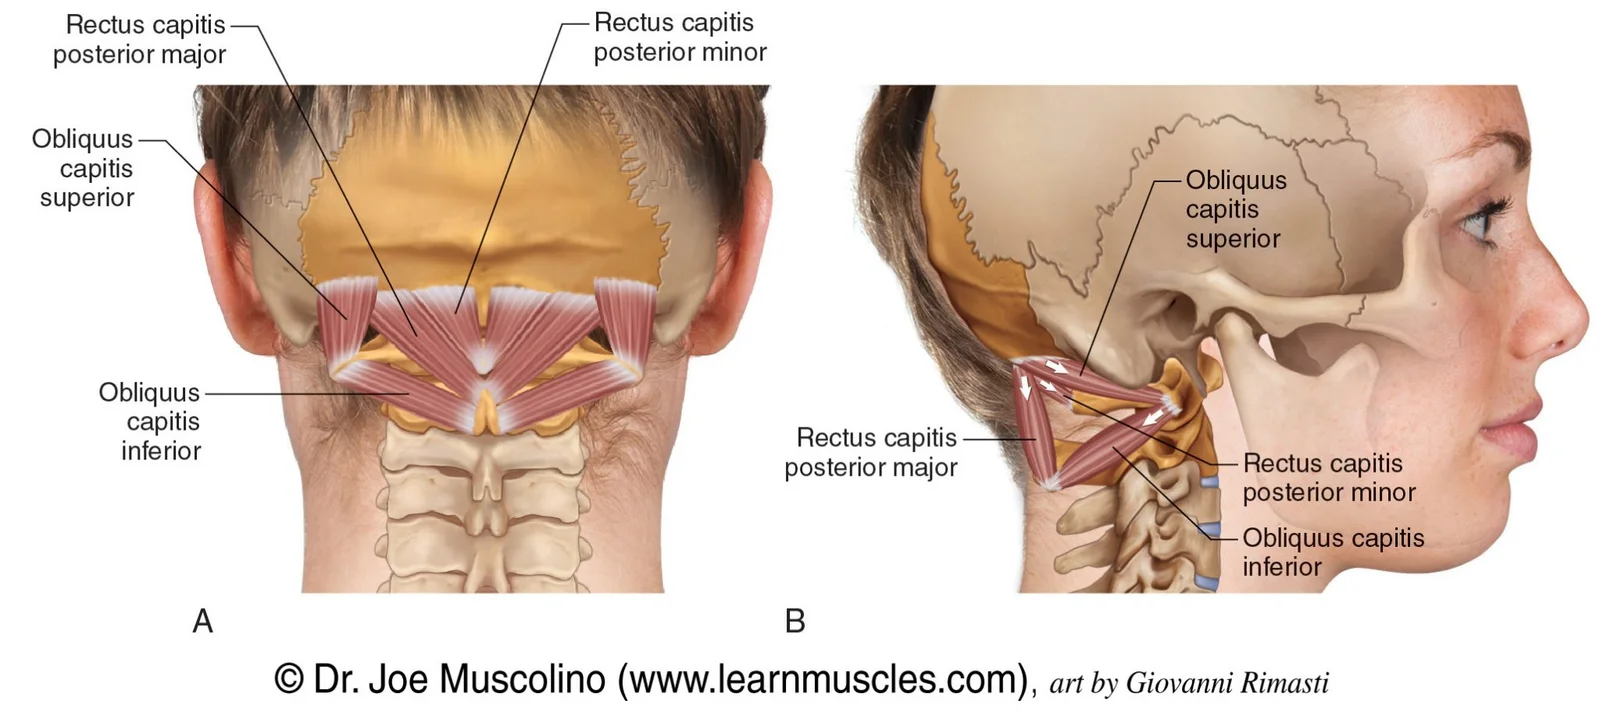 Rectus capitis
posterior major
Rectus capitis
posterior minor
Obliquus
capitis
superior
Obliquus
capitis
inferior
A
Obliquus
capitis
superior
Rectus capitis
posterior major
Rectus capitis
posterior minor
Obliquus capitis
inferior
B
© Dr. Joe Muscolino (www.learnmuscles.com), art by Giovanni Rimasti